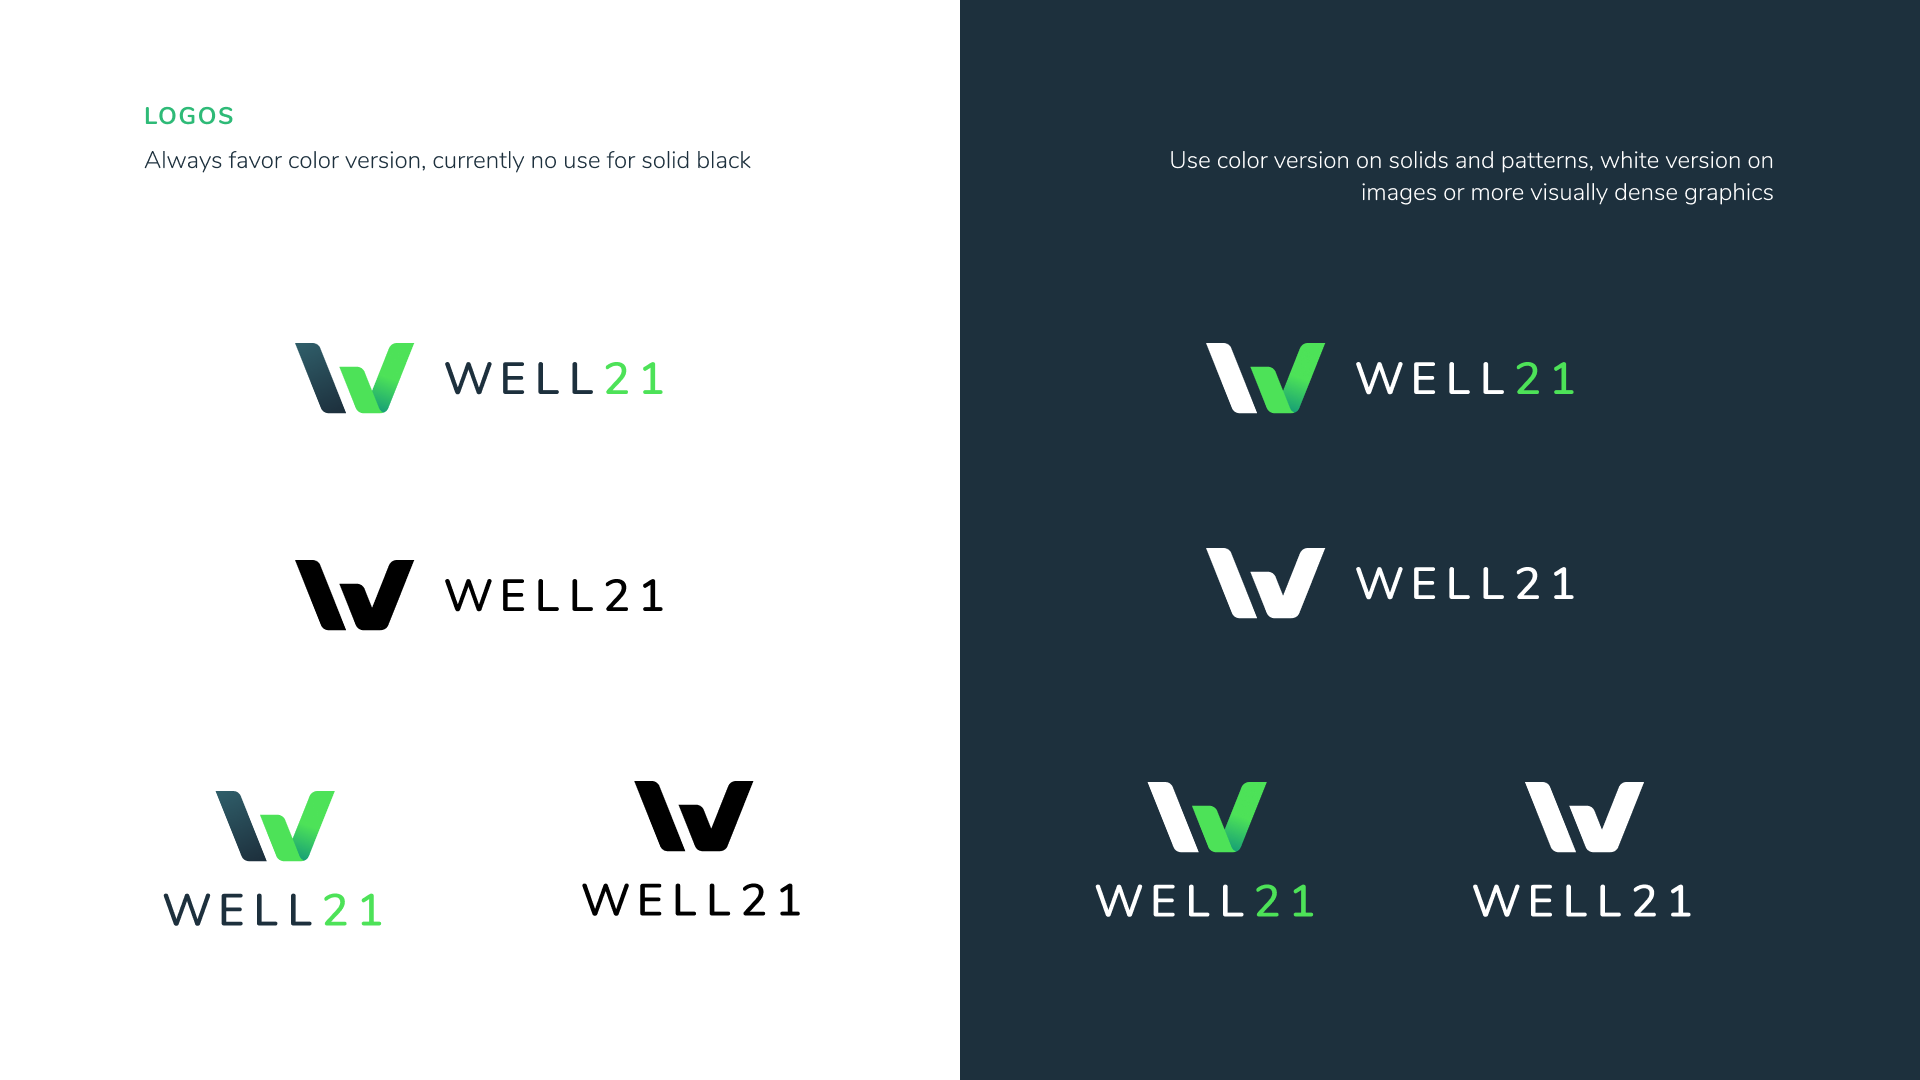 LOGOS
Always favor color version, currently no use for solid black
WELL21
WELL21
WELL21
WELL21
Use color version on solids and patterns, white version on
images or more visually dense graphics
WELL21
WELL21
WELL21
WELL21